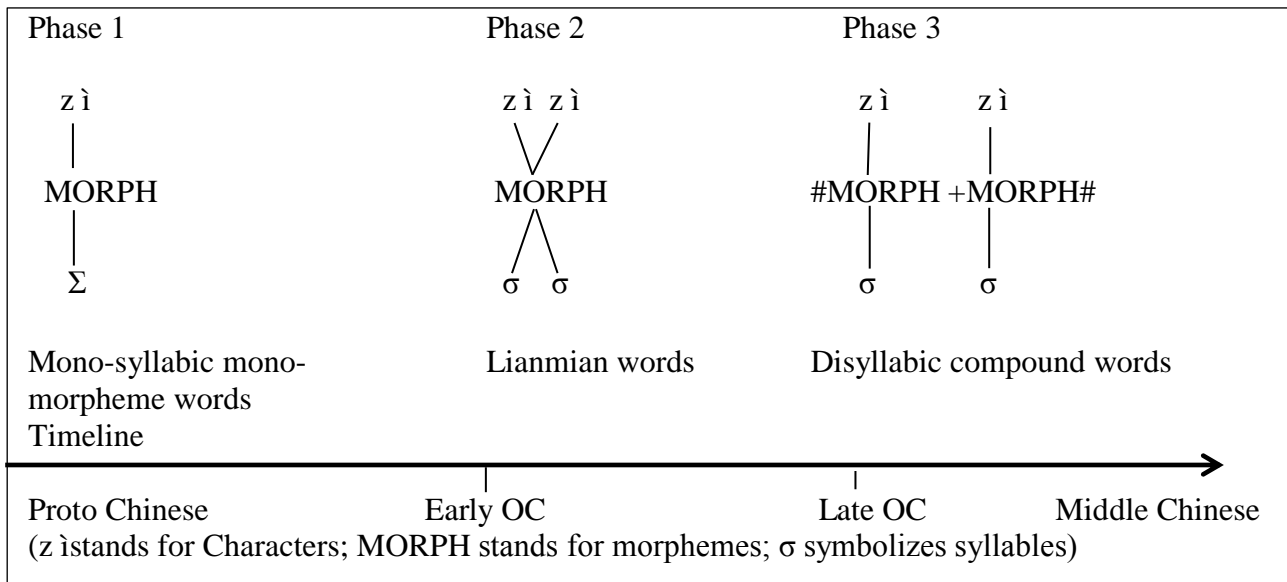 Phase 1 Phase 2 Phase 3
z ì z ì z ì z ì z ì
MORPH MORPH #MORPH +MORPH#
Σ σ σ σ σ
Mono-syllabic mono- Lianmian words Disyllabic compound words
morpheme words
Timeline
Proto Chinese Early OC Late OC Middle Chinese
(z ìstands for Characters; MORPH stands for morphemes; σ symbolizes syllables)